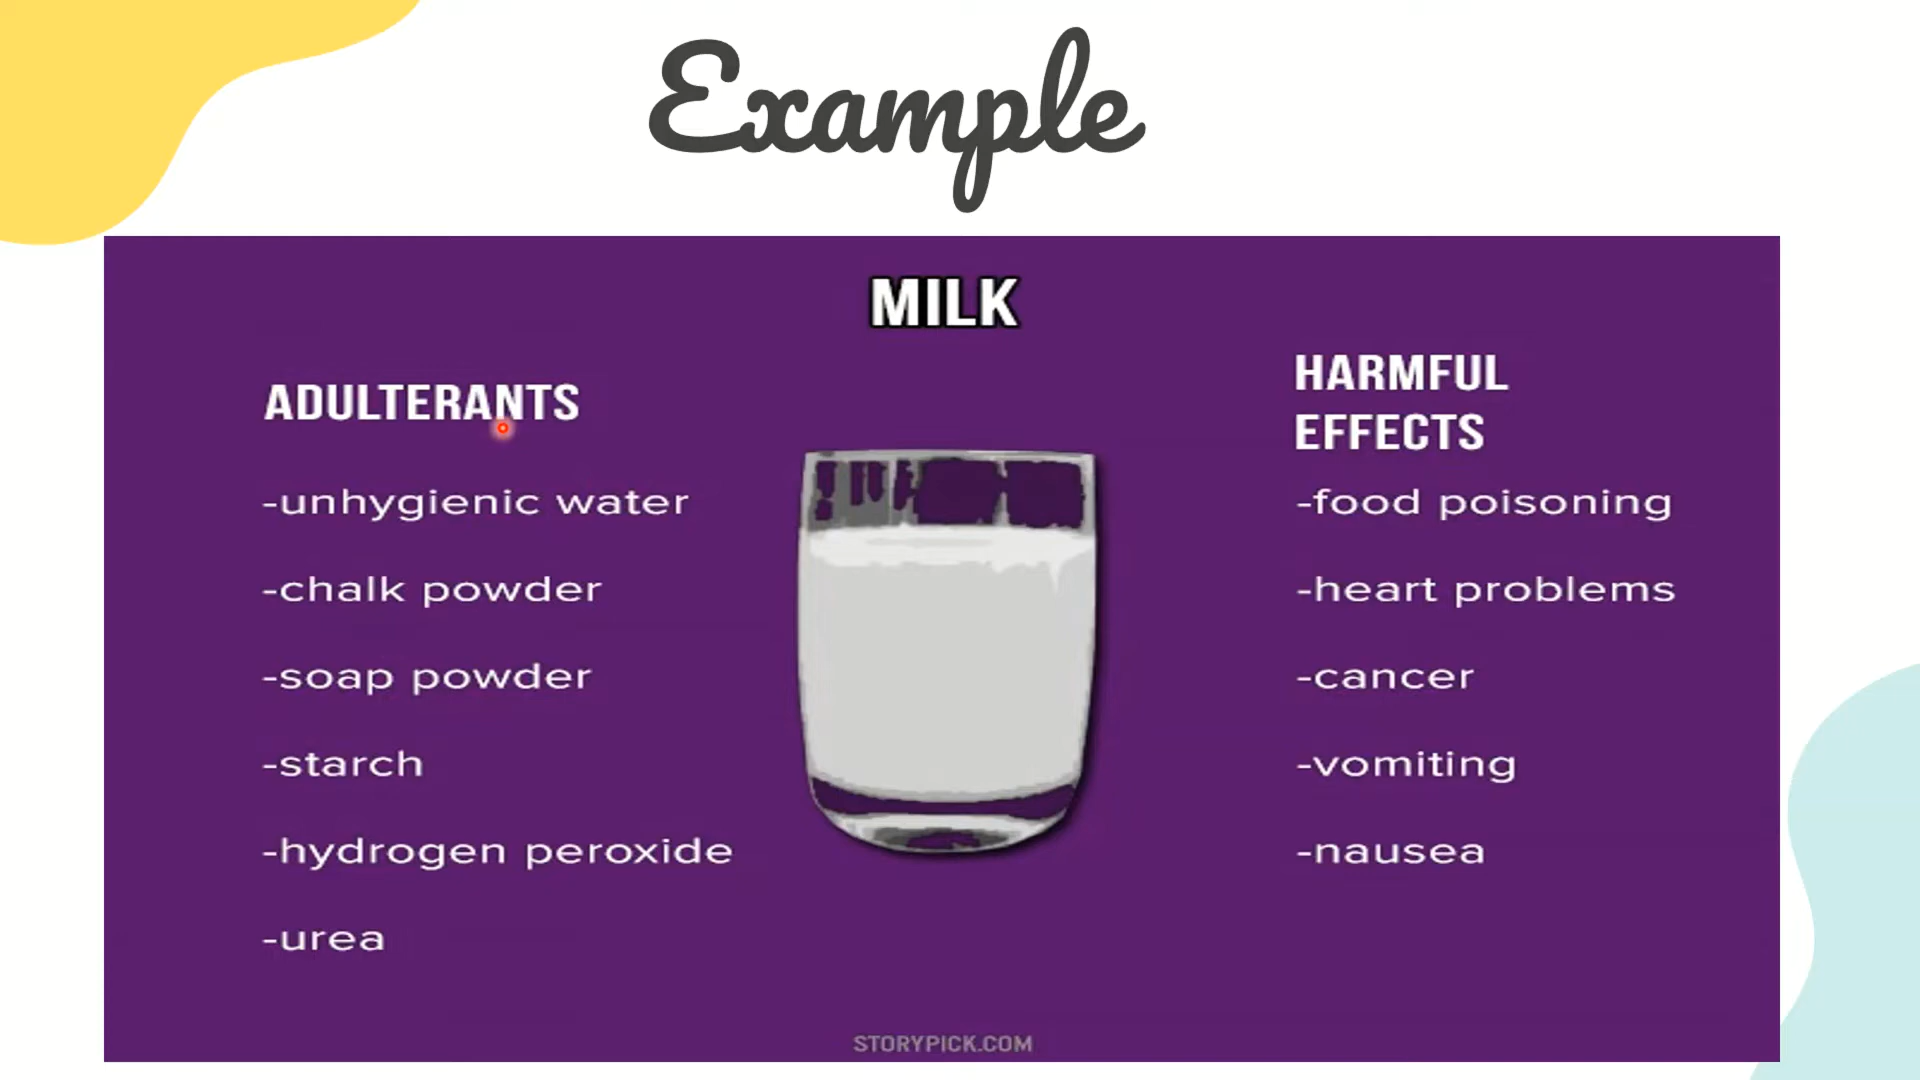 Example
MILK
ADULTERANTS
-unhygienic water
-chalk powder
-soap powder
-starch
-hydrogen peroxide
-urea
HARMFUL
EFFECTS
-food poisoning
-heart problems
-cancer
-vomiting
-nausea
STORYPICK.COM